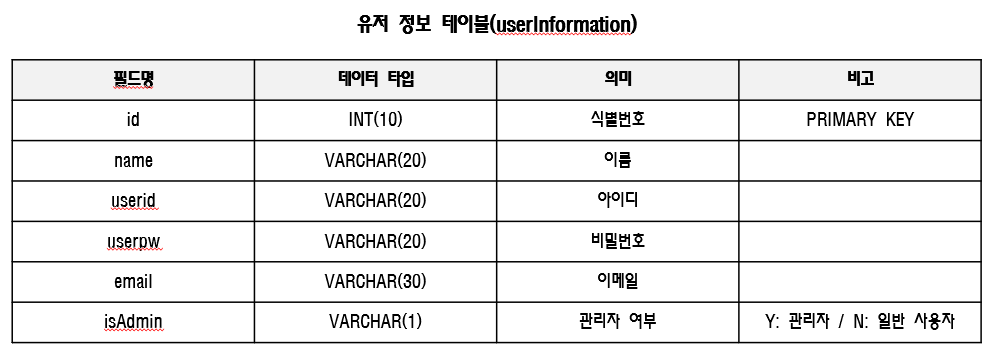 유저 정보 테이블(userInformation)
필드명 데이터 타입 의미 비고
id INT(10) 식별번호 PRIMARY KEY
name VARCHAR(20) 이름
userid VARCHAR(20) 아이디
userpw VARCHAR(20) 비밀번호
email VARCHAR(30) 이메일
isAdmin VARCHAR(1) 관리자 여부 Y: 관리자 / N: 일반 사용자